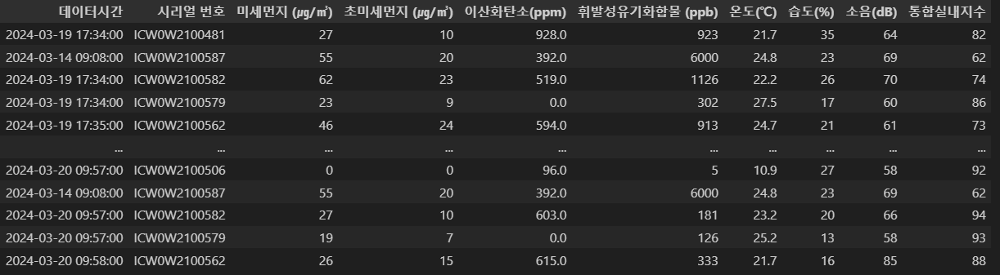 데이터시간 시리얼 번호 미세먼지 (㎍/㎥) 초미세먼지 (㎍/㎥) 이산화탄소(ppm) 휘발성유기화합물 (ppb) 온도(℃) 습도(%) 소음(dB) 통합실내지수
2024-03-19 17:34:00 ICW0W2100481 27 10 928.0 923 21.7 35 64 82
2024-03-14 09:08:00 ICW0W2100587 55 20 392.0 6000 24.8 23 69 62
2024-03-19 17:34:00 ICW0W2100582 62 23 519.0 1126 22.2 26 70 74
2024-03-19 17:34:00 ICW0W2100579 23 9 0.0 302 27.5 17 60 86
2024-03-19 17:35:00 ICW0W2100562 46 24 594.0 913 24.7 21 61 73
... ... ... ... ... ... ... ... ... ...
2024-03-20 09:57:00 ICW0W2100506 0 0 96.0 5 10.9 27 58 92
2024-03-14 09:08:00 ICW0W2100587 55 20 392.0 6000 24.8 23 69 62
2024-03-20 09:57:00 ICW0W2100582 27 10 603.0 181 23.2 20 66 94
2024-03-20 09:57:00 ICW0W2100579 19 7 0.0 126 25.2 13 58 93
2024-03-20 09:58:00 ICW0W2100562 26 15 615.0 333 21.7 16 85 88